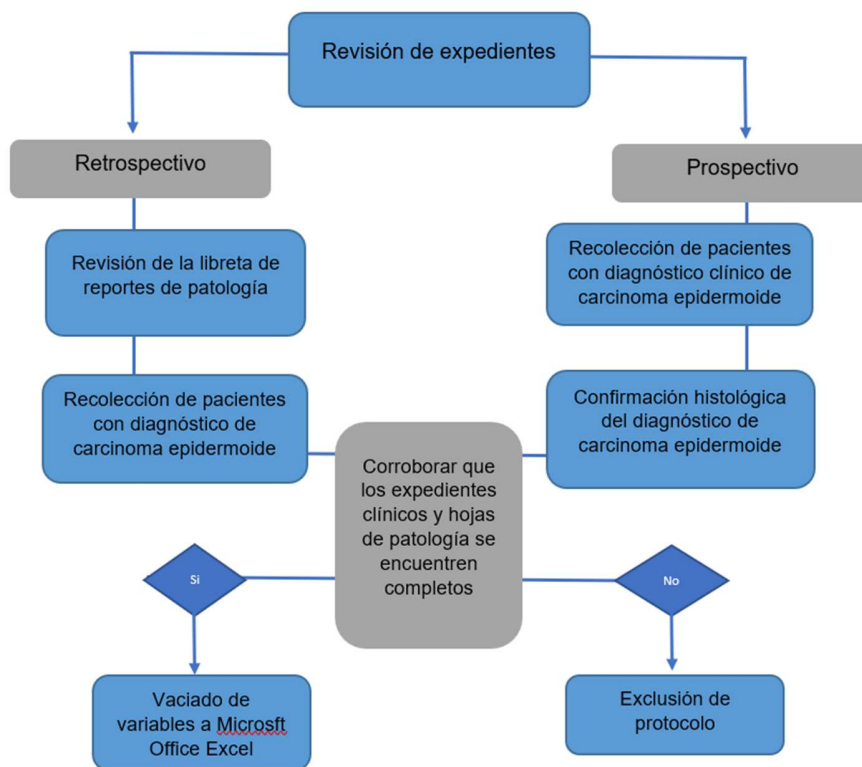 Revisión de expedientes
Retrospectivo
Prospectivo
Revisión de la libreta de
reportes de patología
Recolección de pacientes
con diagnóstico clínico de
carcinoma epidermoide
Recolección de pacientes
con diagnóstico de
carcinoma epidermoide
Confirmación histológica
del diagnóstico de
carcinoma epidermoide
Corroborar que
los expedientes
clínicos y hojas
de patología se
encuentren
completos
Si
No
Vaciado de
variables a Microsft
Office Excel
Exclusión de
protocolo